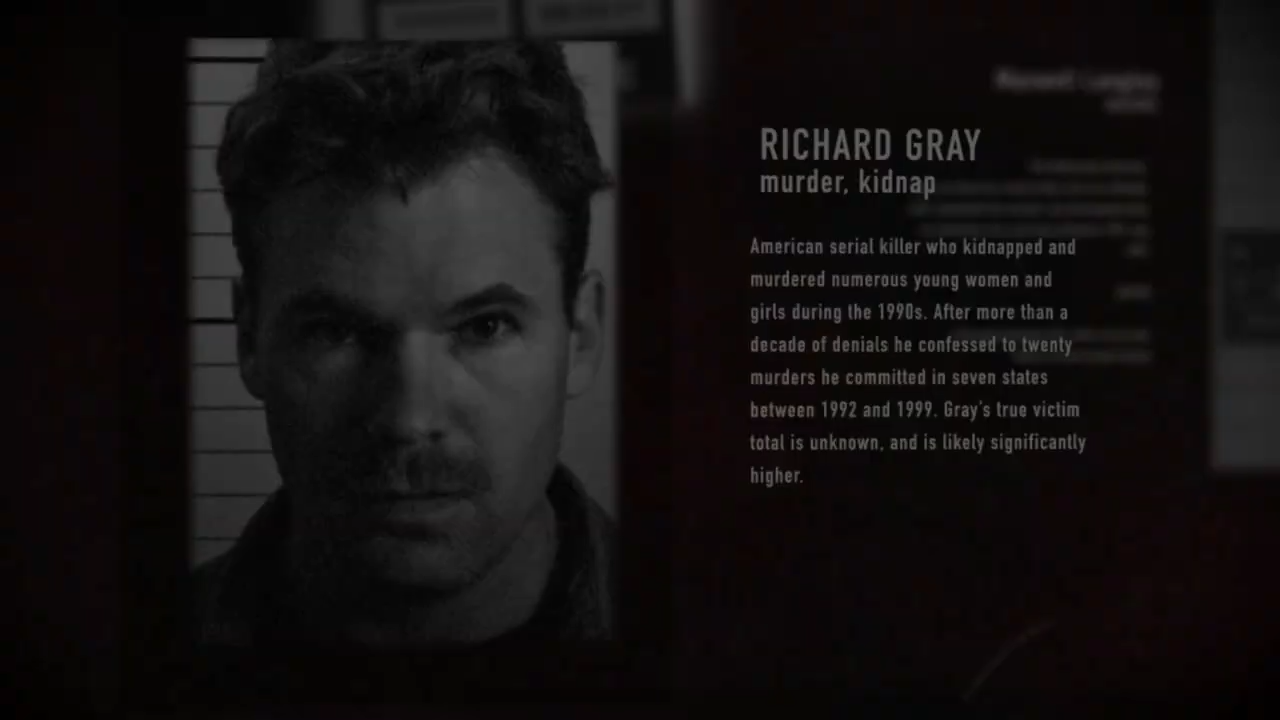 RICHARD GRAY
murder, kidnap
American serial killer who kidnapped and
murdered numerous young women and
girls during the 1990s. After more than a
decade of denials he confessed to twenty
murders he committed in seven states
between 1992 and 1999. Gray's true victim
total is unknown, and is likely significantly
higher.